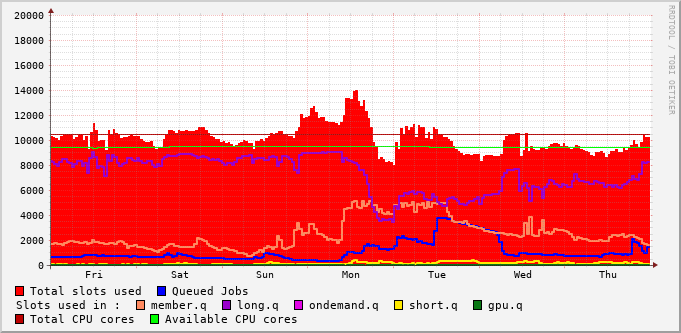 20000
18000
16000
14000
12000
10000
8000
6000
4000
2000
0
Fri Sat Sun Mon Tue Wed Thu
RRDTOOL / TOBI OETIKER
Total slots used Queued Jobs
Slots used in : member.q long.q ondemand.q short.q gpu.q
Total CPU cores Available CPU cores